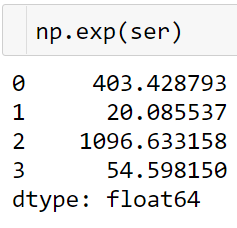 np.exp(ser)
0 403.428793
1 20.085537
2 1096.633158
3 54.598150
dtype: float64